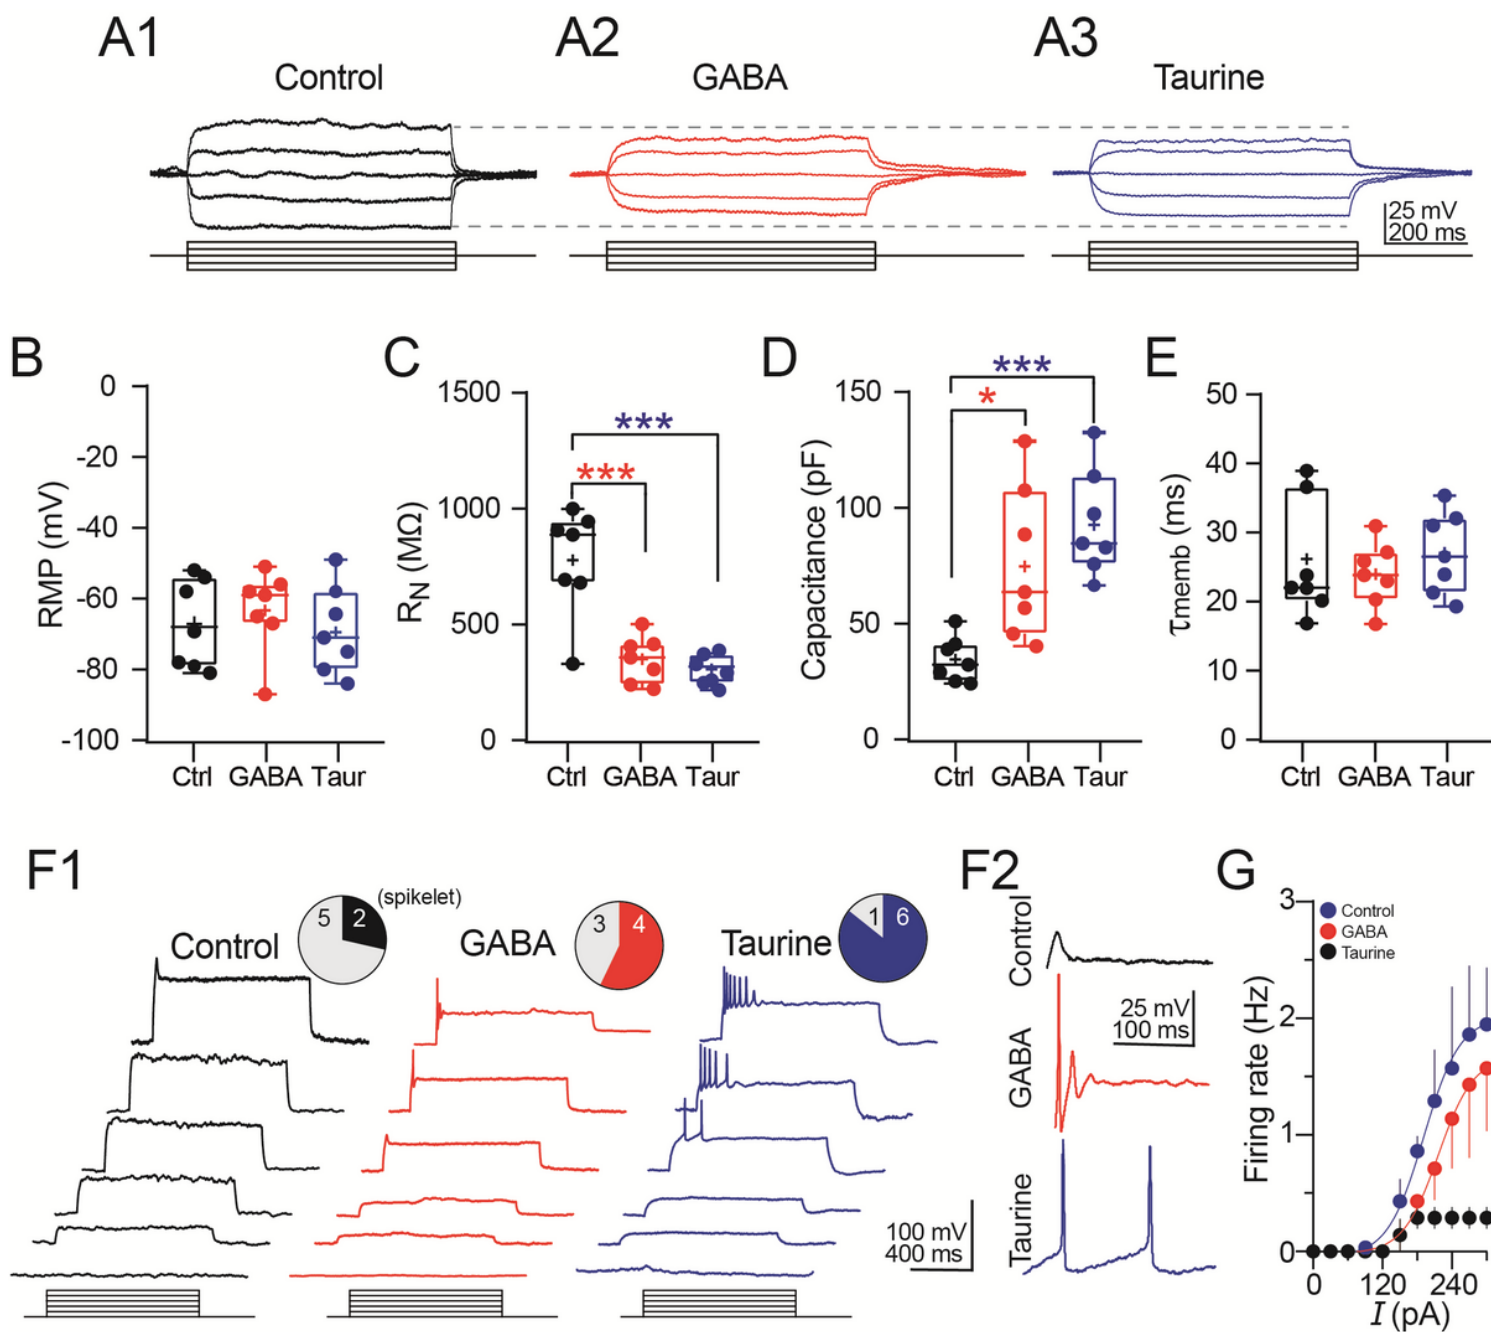 A1
A2
A3
Control
GABA
Taurine
25 mV
200 ms
B
C
D
E
RMP (mV)
0
-20
-40
-60
-80
-100
Ctrl GABA Taur
RN (MΩ)
1500
1000
500
0
***
***
Ctrl GABA Taur
Capacitance (pF)
150
100
50
0
***
*
Ctrl GABA Taur
τmemb (ms)
50
40
30
20
10
0
Ctrl GABA Taur
F1
F2
G
5 2 (spikelet)
Control
3 4
GABA
1 6
Taurine
100 mV
400 ms
Control
GABA
Taurine
25 mV
100 ms
Firing rate (Hz)
3
2
1
0
Control
GABA
Taurine
0 120 240
I (pA)